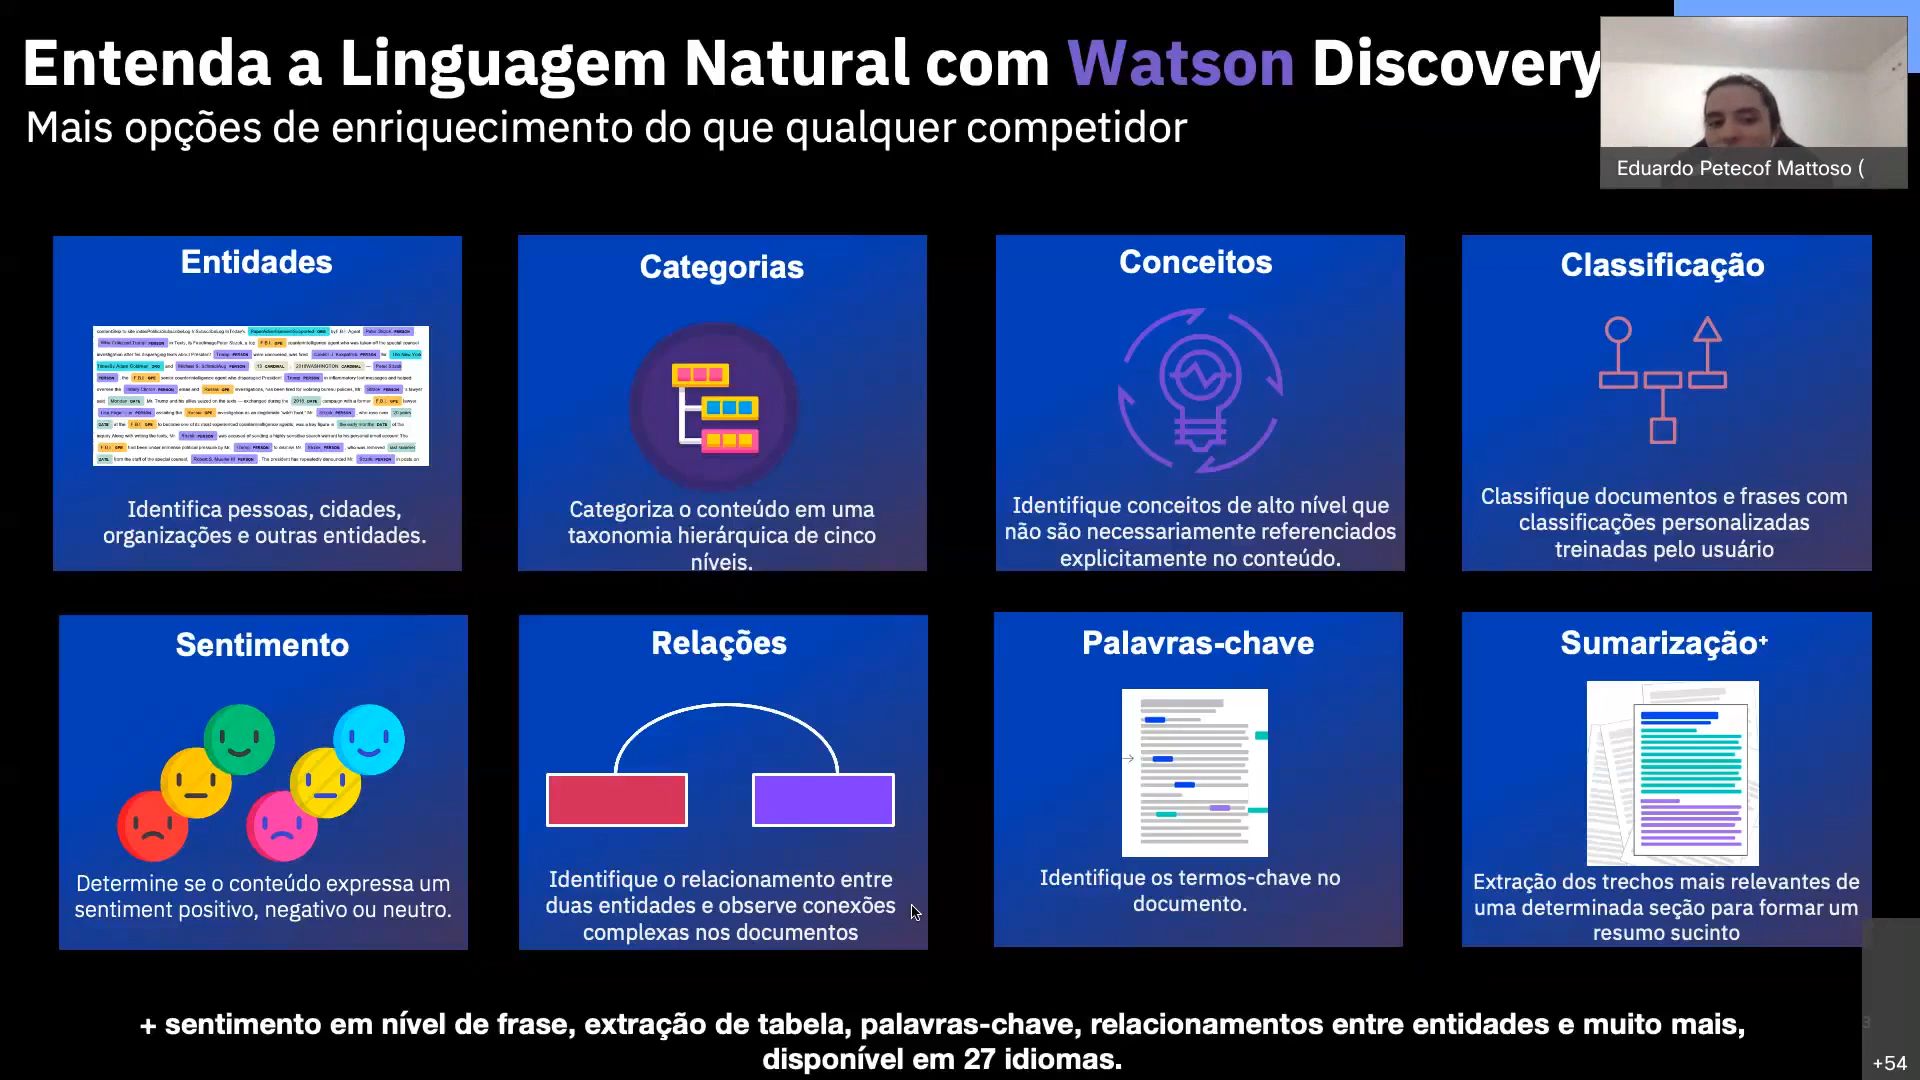 Entenda a Linguagem Natural com Watson Discovery
Mais opções de enriquecimento do que qualquer competidor
Eduardo Petecof Mattoso (
Entidades
Identifica pessoas, cidades,
organizações e outras entidades.
Categorias
Categoriza o conteúdo em uma
taxonomia hierárquica de cinco
níveis.
Conceitos
Identifique conceitos de alto nível que
não são necessariamente referenciados
explicitamente no conteúdo.
Classificação
Classifique documentos e frases com
classificações personalizadas
treinadas pelo usuário
Sentimento
Determine se o conteúdo expressa um
sentiment positivo, negativo ou neutro.
Relações
Identifique o relacionamento entre
duas entidades e observe conexões
complexas nos documentos
Palavras-chave
Identifique os termos-chave no
documento.
Sumarização+
Extração dos trechos mais relevantes de
uma determinada seção para formar um
resumo sucinto
+ sentimento em nível de frase, extração de tabela, palavras-chave, relacionamentos entre entidades e muito mais,
disponível em 27 idiomas.
3
+54